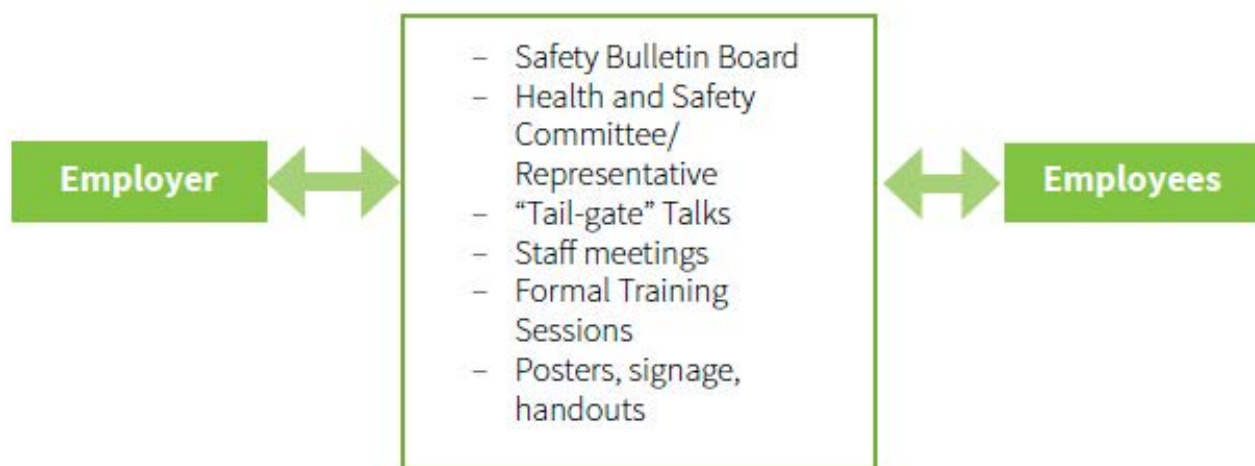 Employer
– Safety Bulletin Board
– Health and Safety
Committee/
Representative
– “Tail-gate” Talks
– Staff meetings
– Formal Training
Sessions
– Posters, signage,
handouts
Employees